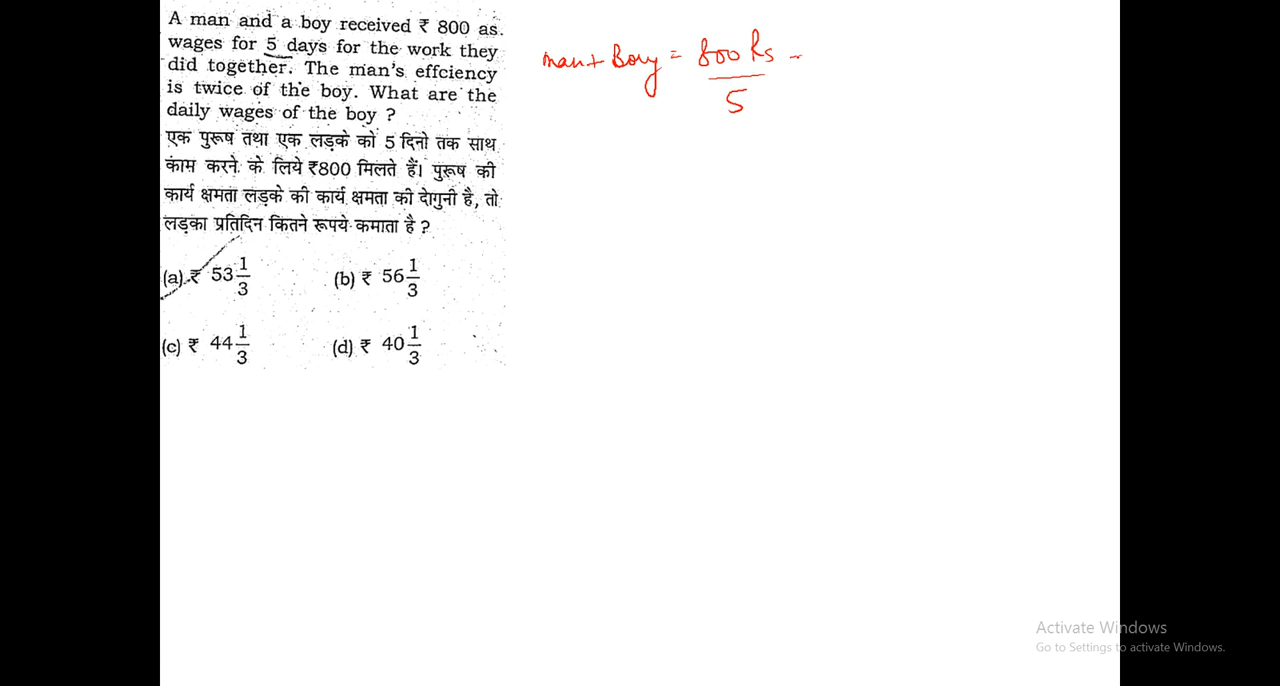 A man and a boy received ₹ 800 as
wages for 5 days for the work they
did together. The man's effciency
is twice of the boy. What are the
daily wages of the boy ?
एक पुरूष तथा एक लड़के को 5 दिनो तक साथ
काम करने के लिये ₹800 मिलते हैं। पुरूष की
कार्य क्षमता लड़के की कार्य क्षमता की दोगुनी है, तो
लड़का प्रतिदिन कितने रूपये कमाता है ?
(a) ₹ 53 1/3 (b) ₹ 56 1/3
(c) ₹ 44 1/3 (d) ₹ 40 1/3
man + Boy = 800 Rs
5
Activate Windows
Go to Settings to activate Windows.